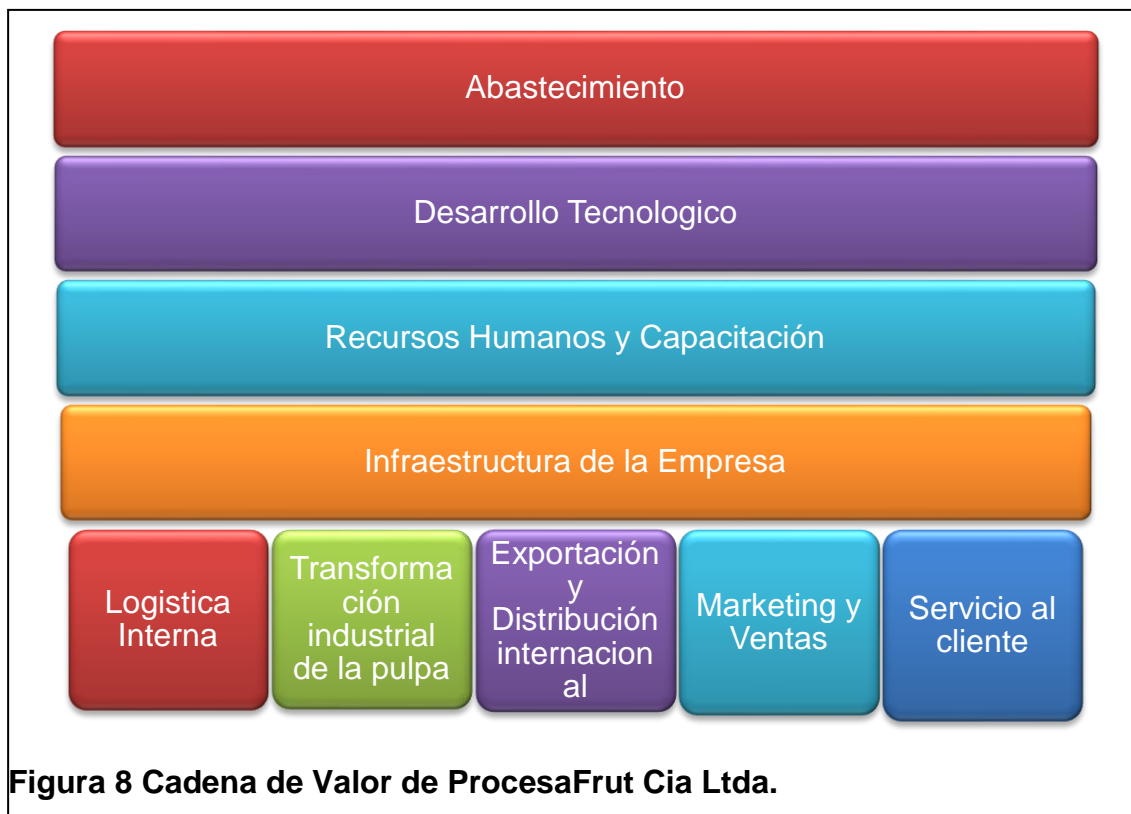 Abastecimiento
Desarrollo Tecnologico
Recursos Humanos y Capacitación
Infraestructura de la Empresa
Logistica
Interna
Transforma
ción
industrial
de la pulpa
Exportación
y
Distribución
internacion
al
Marketing y
Ventas
Servicio al
cliente
Figura 8 Cadena de Valor de ProcesaFrut Cia Ltda.